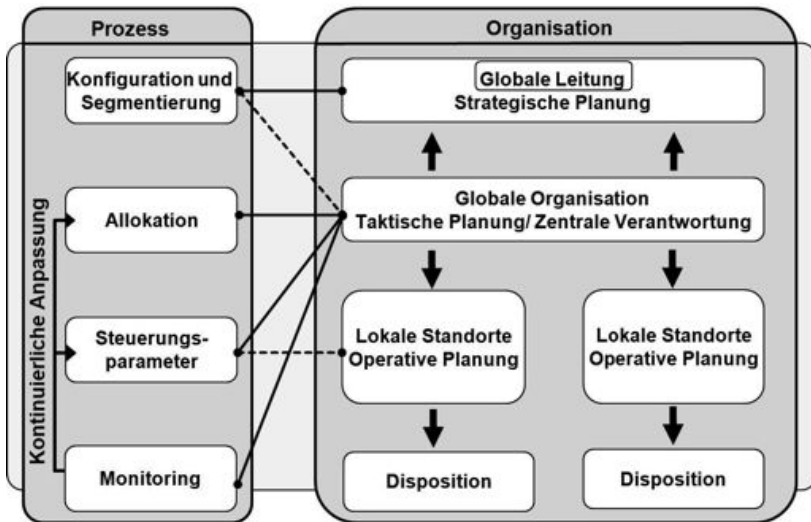 Prozess
Konfiguration und
Segmentierung
Allokation
Steuerungs-
parameter
Monitoring
Kontinuierliche Anpassung
Organisation
Globale Leitung
Strategische Planung
Globale Organisation
Taktische Planung/ Zentrale Verantwortung
Lokale Standorte
Operative Planung
Lokale Standorte
Operative Planung
Disposition
Disposition